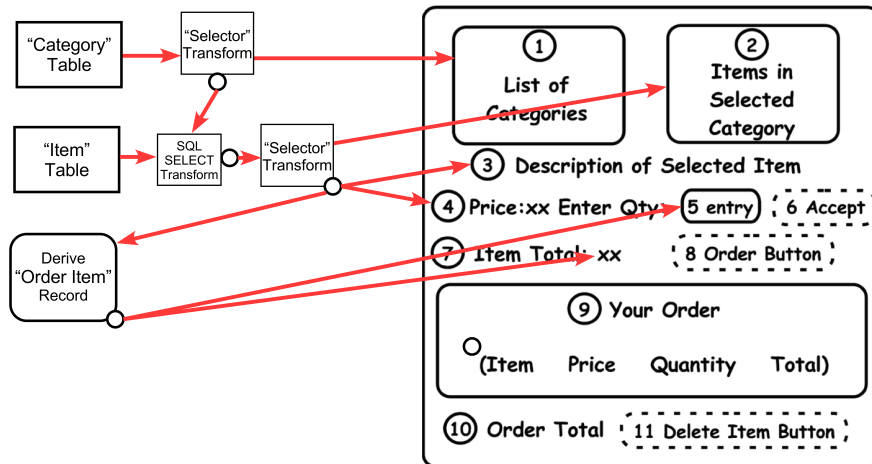 “Category”
Table
“Selector”
Transform
“Item”
Table
SQL
SELECT
Transform
“Selector”
Transform
Derive
“Order Item”
Record
1
List of
Categories
2
Items in
Selected
Category
3 Description of Selected Item
4 Price:xx Enter Qty 5 entry 6 Accept
7 Item Total: xx 8 Order Button
9 Your Order
(Item Price Quantity Total)
10 Order Total 11 Delete Item Button